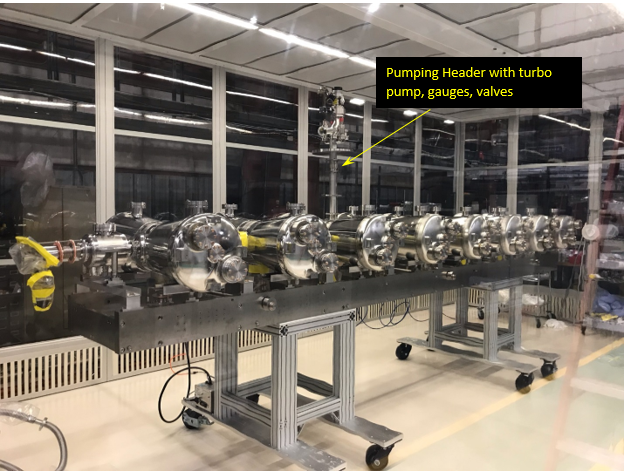 Pumping Header with turbo
pump, gauges, valves